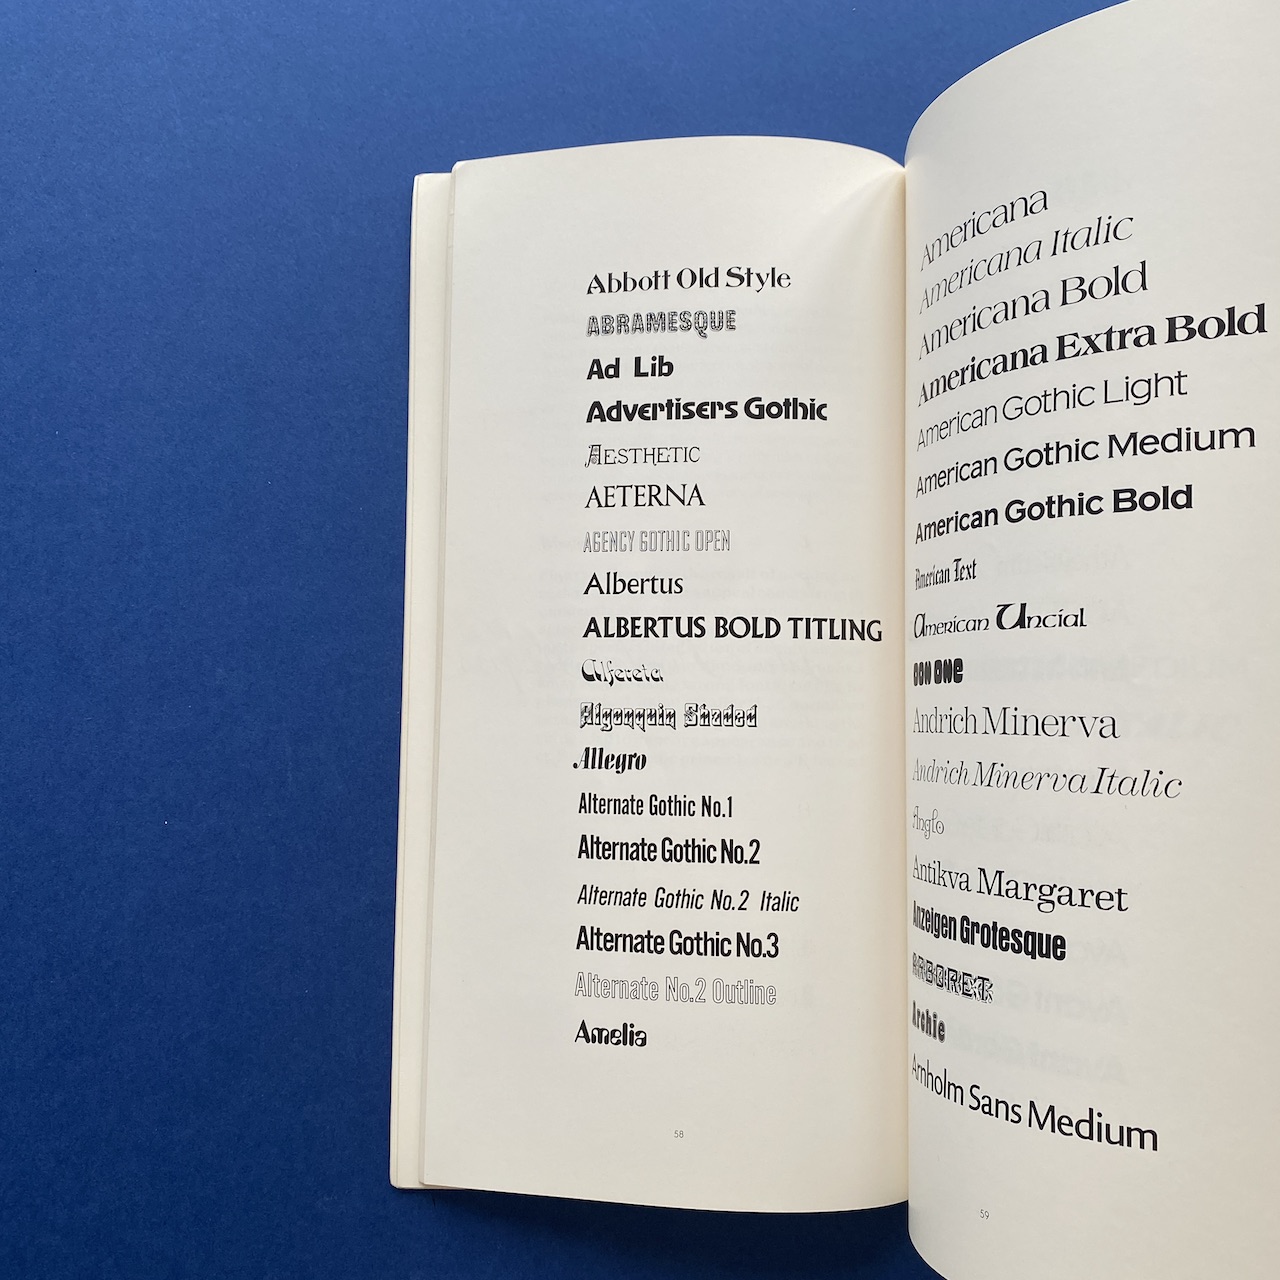 Abbott Old Style
ABRAMESQUE
Ad Lib
Advertisers Gothic
AESTHETIC
AETERNA
AGENCY GOTHIC OPEN
Albertus
ALBERTUS BOLD TITLING
Alfereta
Algonquin Shaded
Allegro
Alternate Gothic No.1
Alternate Gothic No.2
Alternate Gothic No.2 Italic
Alternate Gothic No.3
Alternate No.2 Outline
Amelia
58
Americana
Americana Italic
Americana Bold
Americana Extra Bold
American Gothic Light
American Gothic Medium
American Gothic Bold
American Text
American Uncial
one
Andrich Minerva
Andrich Minerva Italic
Anglo
Antikva Margaret
Anzeigen Grotesque
ARBORET
Archie
Arnholm Sans Medium
59